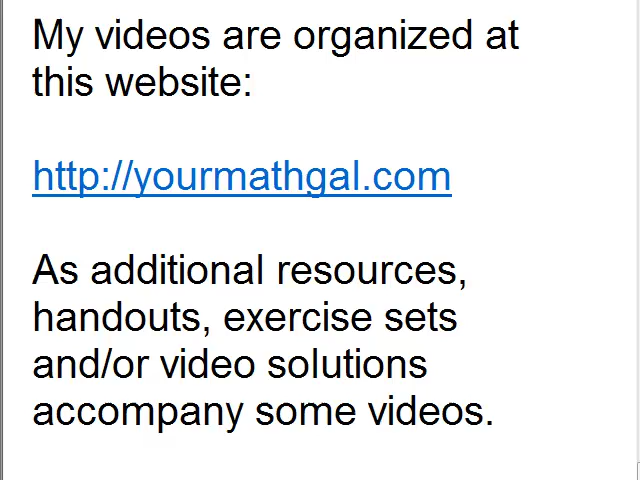 My videos are organized at
this website:
http://yourmathgal.com
As additional resources,
handouts, exercise sets
and/or video solutions
accompany some videos.